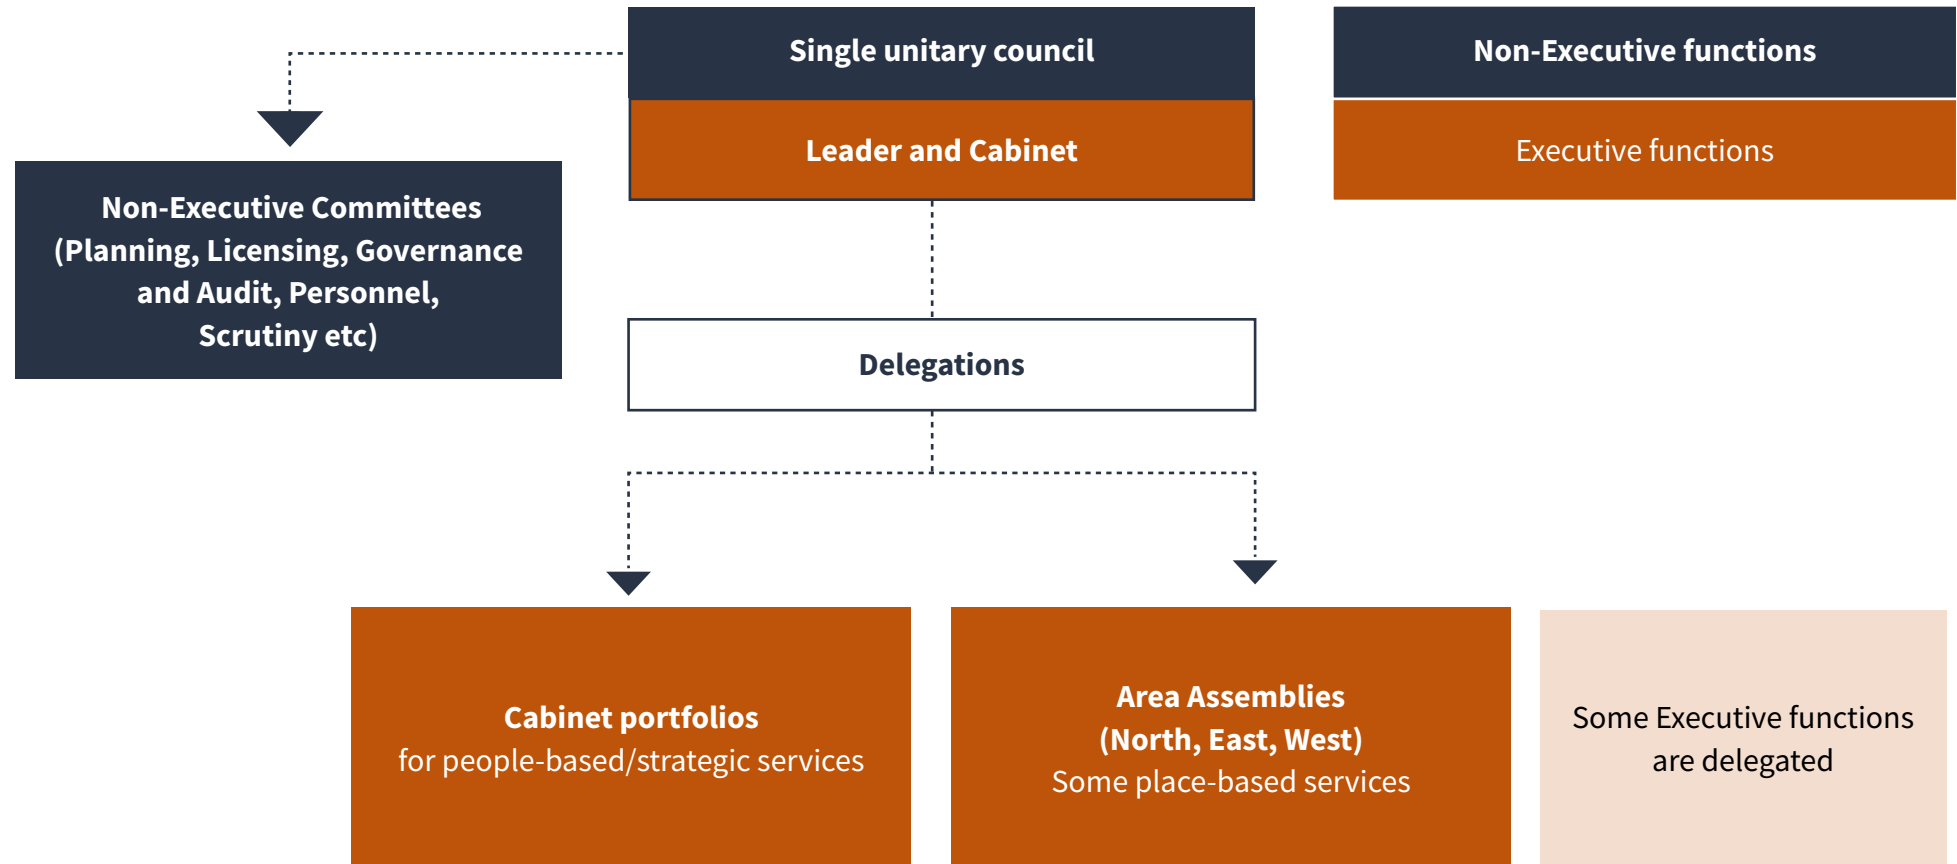 Single unitary council
Leader and Cabinet
Non-Executive functions
Executive functions
Non-Executive Committees
(Planning, Licensing, Governance
and Audit, Personnel,
Scrutiny etc)
Delegations
Cabinet portfolios
for people-based/strategic services
Area Assemblies
(North, East, West)
Some place-based services
Some Executive functions
are delegated